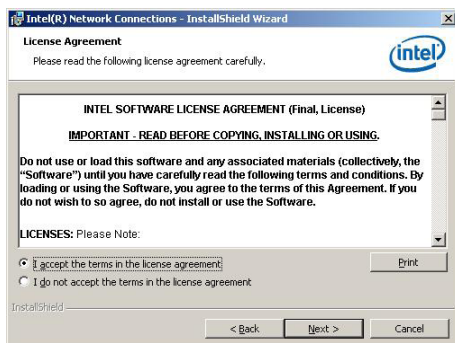 Intel(R) Network Connections - InstallShield Wizard
License Agreement
Please read the following license agreement carefully.
intel
INTEL SOFTWARE LICENSE AGREEMENT (Final, License)
IMPORTANT - READ BEFORE COPYING, INSTALLING OR USING.
Do not use or load this software and any associated materials (collectively, the
“Software”) until you have carefully read the following terms and conditions. By
loading or using the Software, you agree to the terms of this Agreement. If you
do not wish to so agree, do not install or use the Software.
LICENSES: Please Note:
I accept the terms in the license agreement
Print
I do not accept the terms in the license agreement
InstallShield
< Back
Next >
Cancel